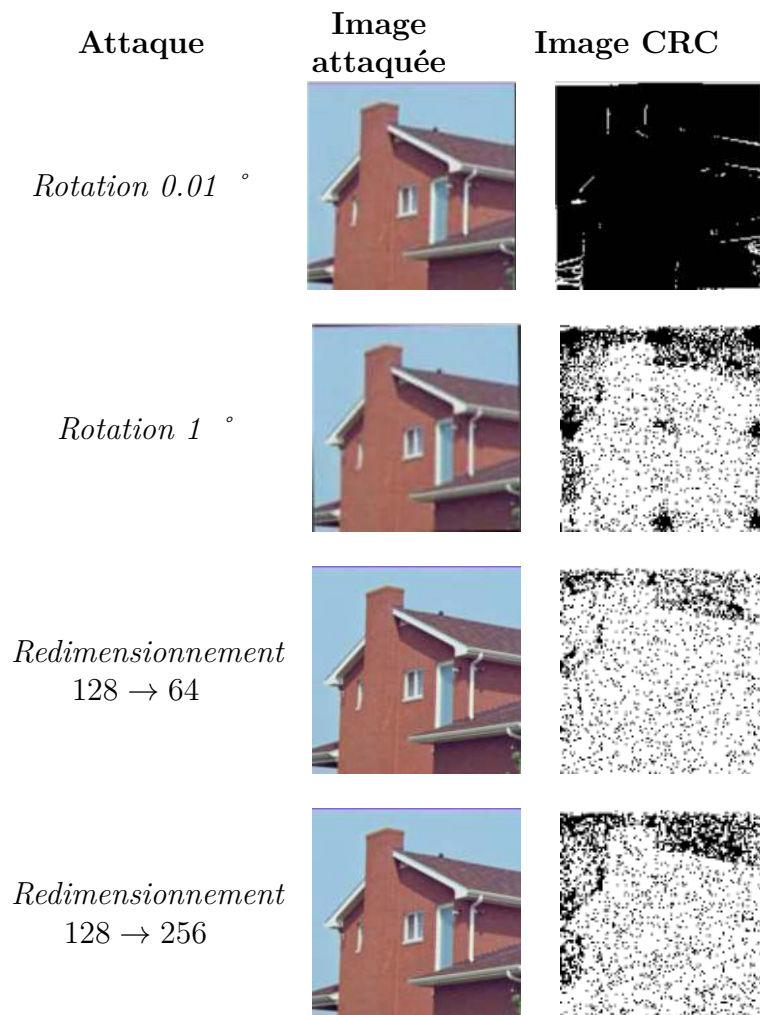 Attaque
Image
attaquée
Image CRC
Rotation 0.01 °
Rotation 1 °
Redimensionnement
128 → 64
Redimensionnement
128 → 256